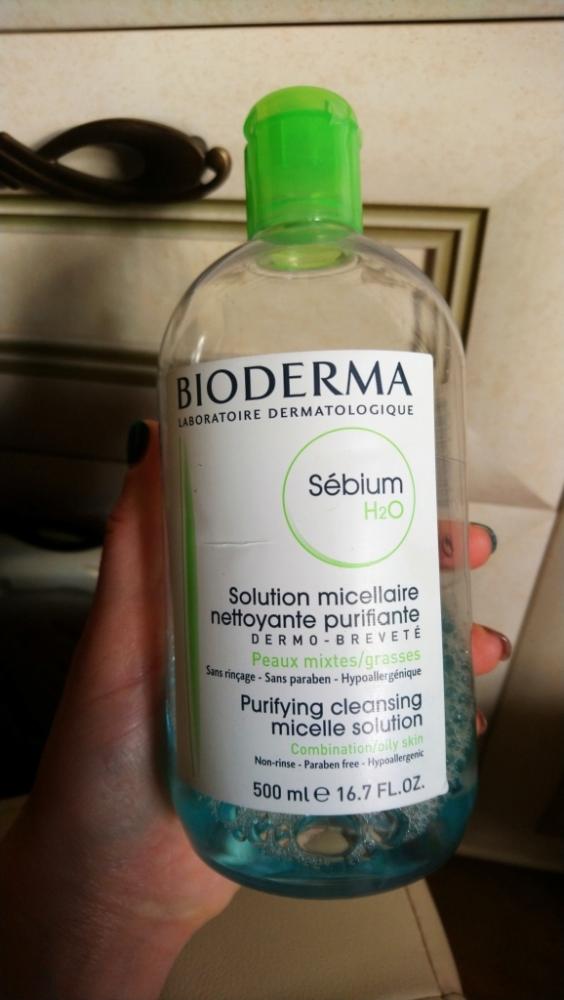 BIODERMA
LABORATOIRE DERMATOLOGIQUE
Sébium
H2O
Solution micellaire
nettoyante purifiante
DERMO-BREVETÉ
Peaux mixtes/grasses
Sans rinçage - Sans paraben - Hypoallergénique
Purifying cleansing
micelle solution
Combination/oily skin
Non-rinse - Paraben free - Hypoallergenic
500 ml ℮ 16.7 FL.OZ.